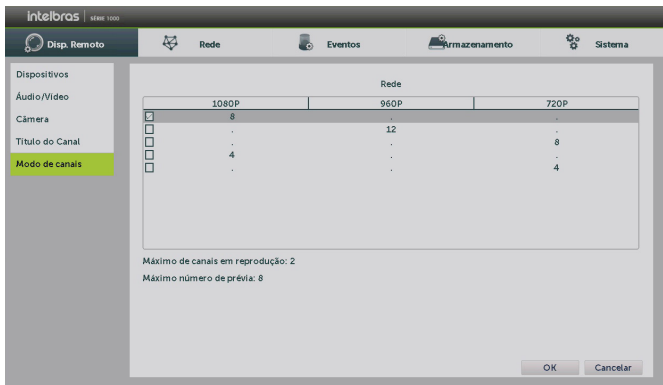 intelbras | SÉRIE 1000
Disp. Remoto Rede Eventos Armazenamento Sistema
Dispositivos
Áudio/Vídeo
Câmera
Título do Canal
Modo de canais
Rede
1080P 960P 720P
8 . .
. 12 .
. . 8
4 . .
. . 4
Máximo de canais em reprodução: 2
Máximo número de prévia: 8
OK Cancelar